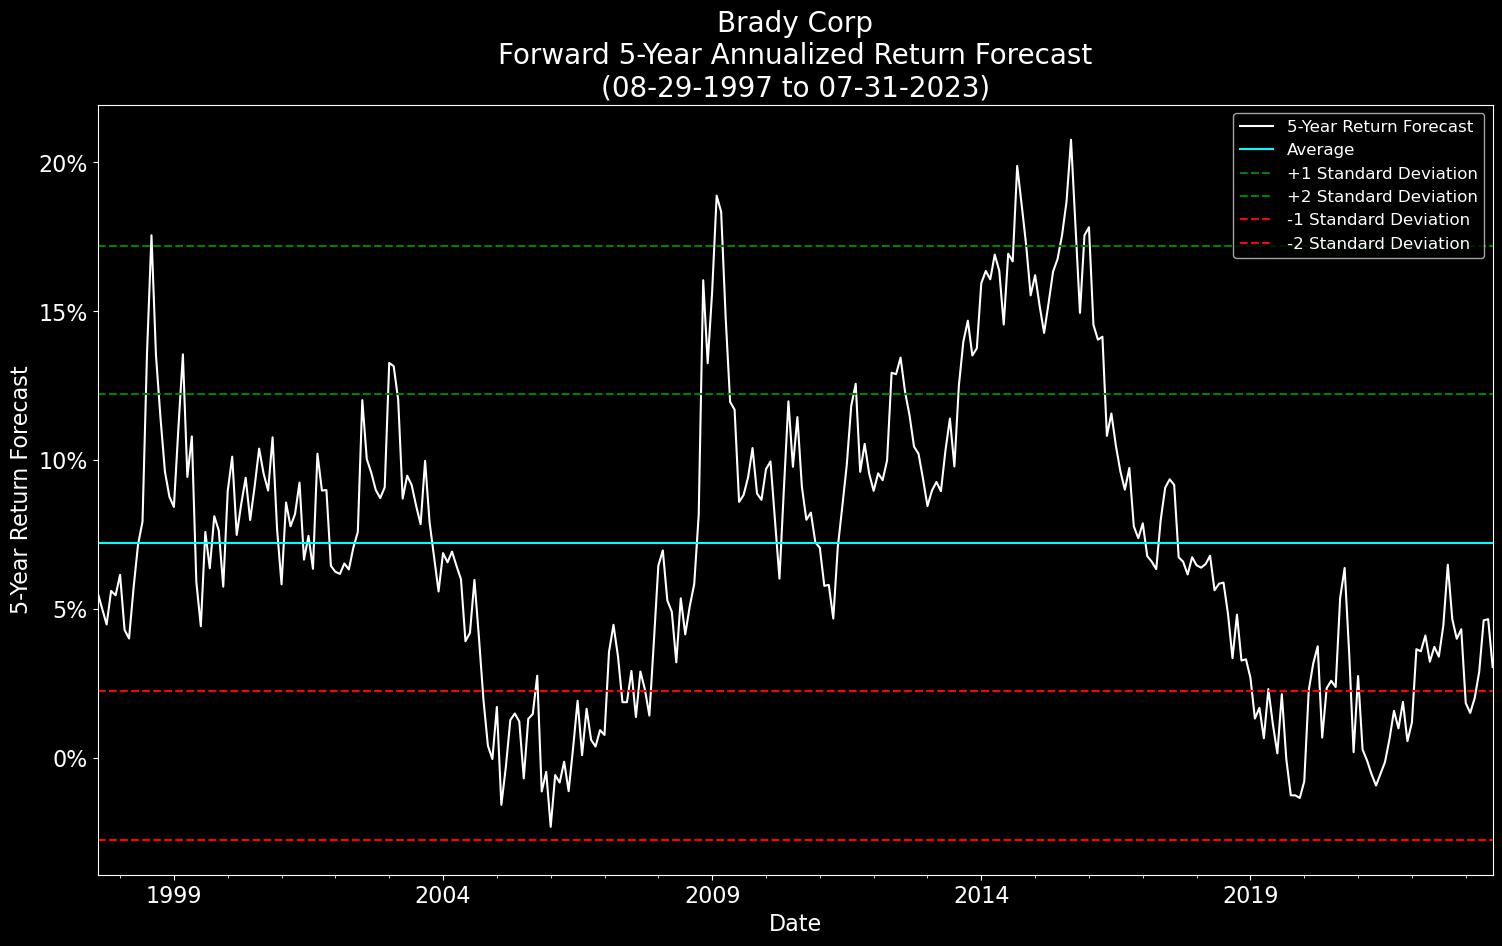 Brady Corp
Forward 5-Year Annualized Return Forecast
(08-29-1997 to 07-31-2023)
5-Year Return Forecast
Average
+1 Standard Deviation
+2 Standard Deviation
-1 Standard Deviation
-2 Standard Deviation
20%
15%
10%
5%
0%
5-Year Return Forecast
1999
2004
2009
2014
2019
Date